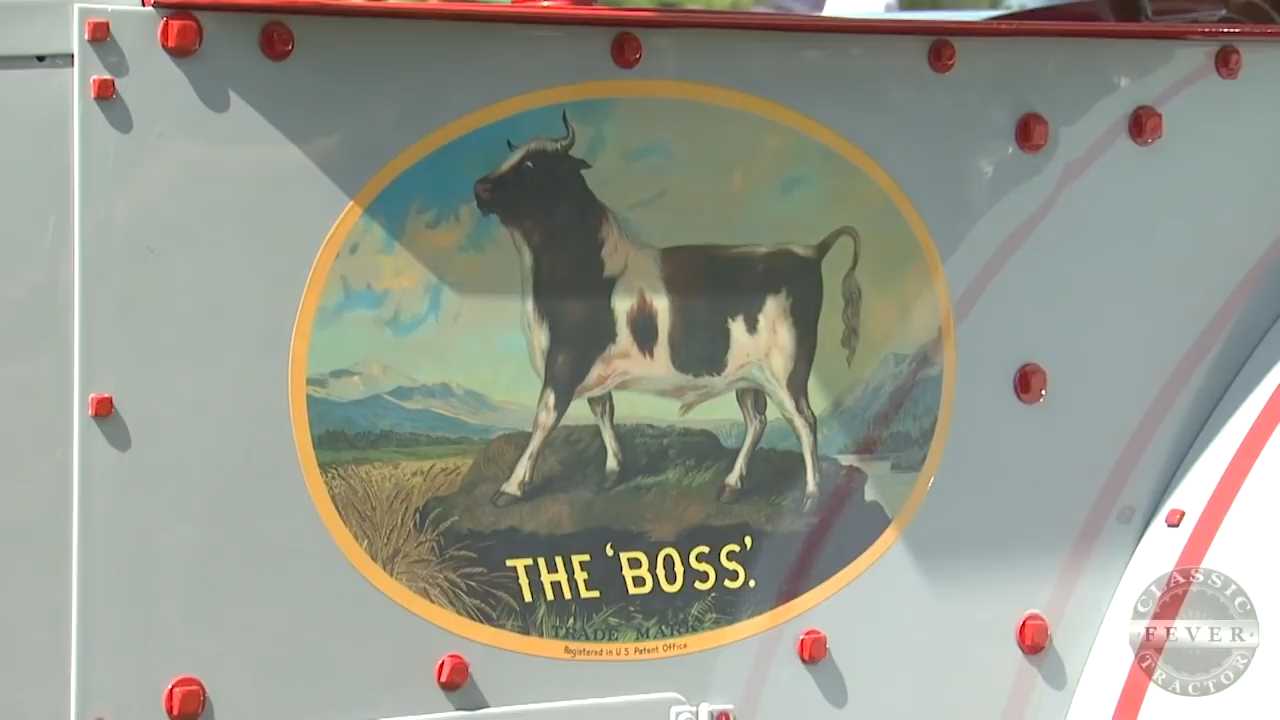 THE 'BOSS'.
TRADE MARK
Registered in U.S. Patent Office.
CLASSIC
FEVER
TRACTOR